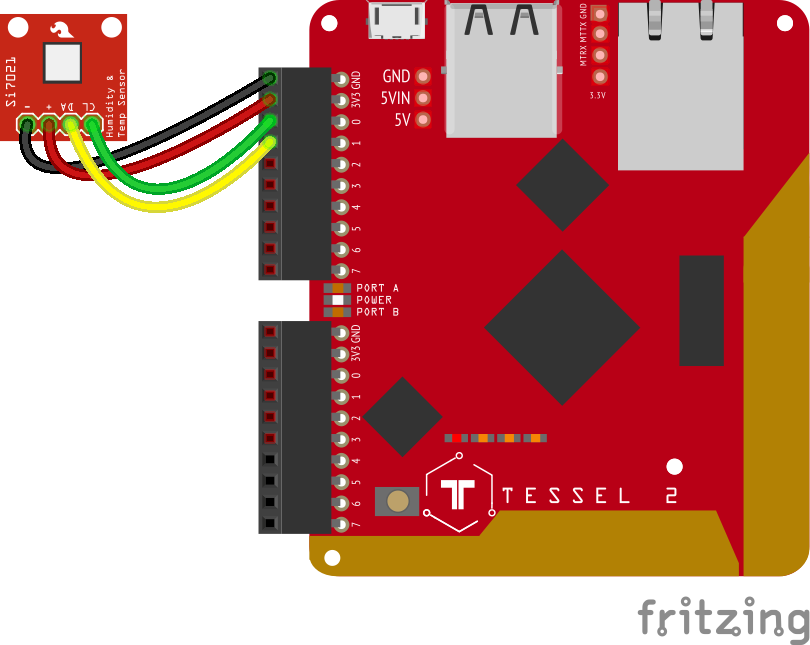 Si7021
Humidity &
Temp Sensor
- + DA CL
GND
5VIN
5V
MTRX MTTX GND
3.3V
GND
3V3
0
1
2
3
4
5
6
7
PORT A
POWER
PORT B
GND
3V3
0
1
2
3
4
5
6
7
TESSEL 2
fritzing